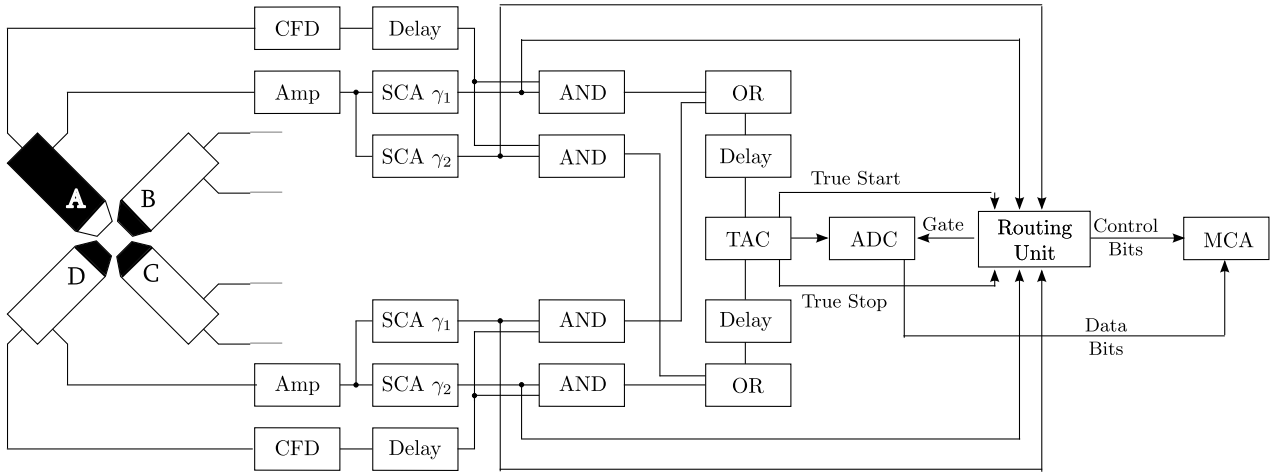 CFD
Delay
Amp
SCA γ₁
AND
OR
SCA γ₂
AND
Delay
A
B
True Start
D
C
TAC
ADC
Gate
Routing
Unit
Control
Bits
MCA
True Stop
SCA γ₁
AND
Delay
Data
Bits
Amp
SCA γ₂
AND
OR
CFD
Delay